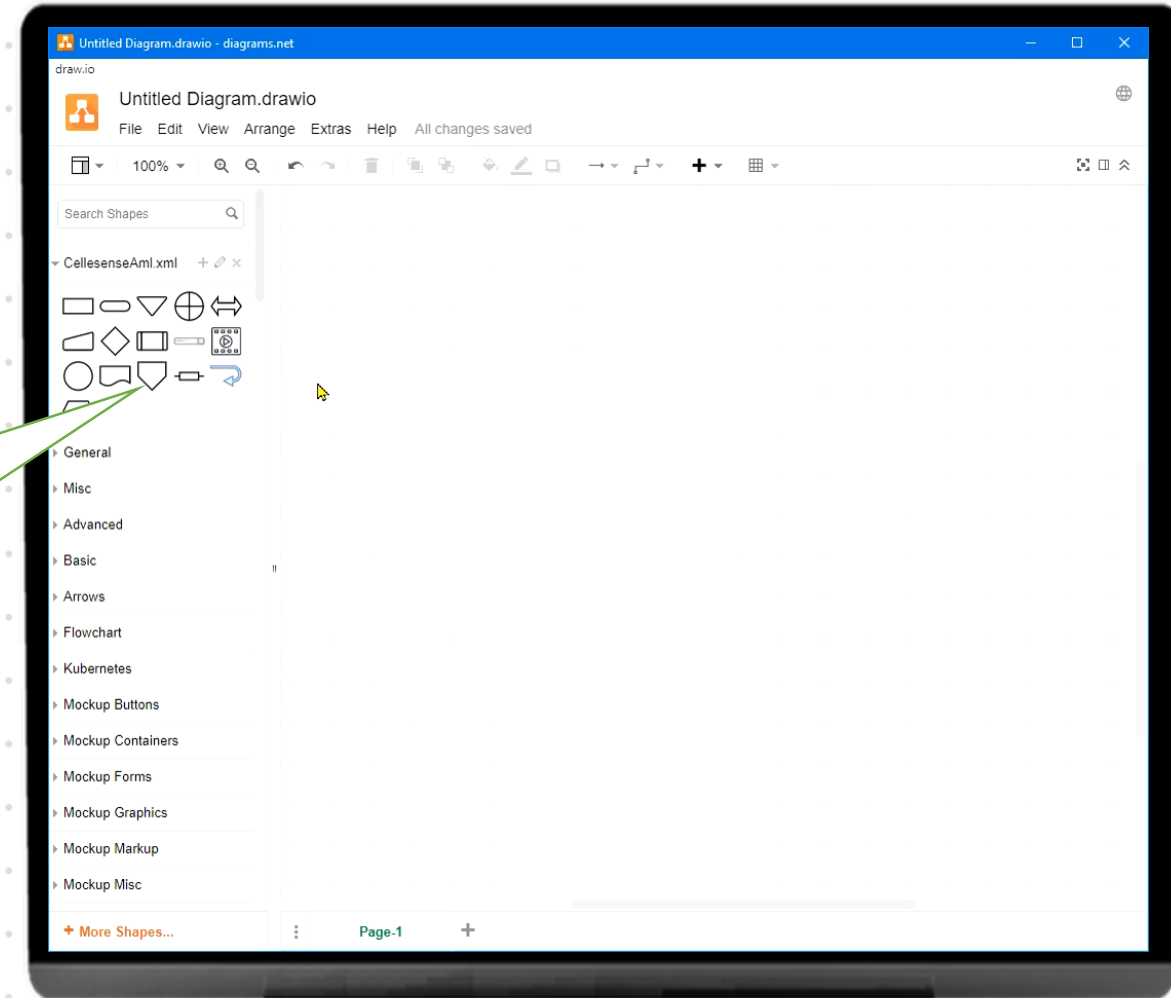 Untitled Diagram.drawio - diagrams.net
draw.io
Untitled Diagram.drawio
File Edit View Arrange Extras Help All changes saved
100%
Search Shapes
CellesenseAml.xml
General
Misc
Advanced
Basic
Arrows
Flowchart
Kubernetes
Mockup Buttons
Mockup Containers
Mockup Forms
Mockup Graphics
Mockup Markup
Mockup Misc
+ More Shapes...
Page-1